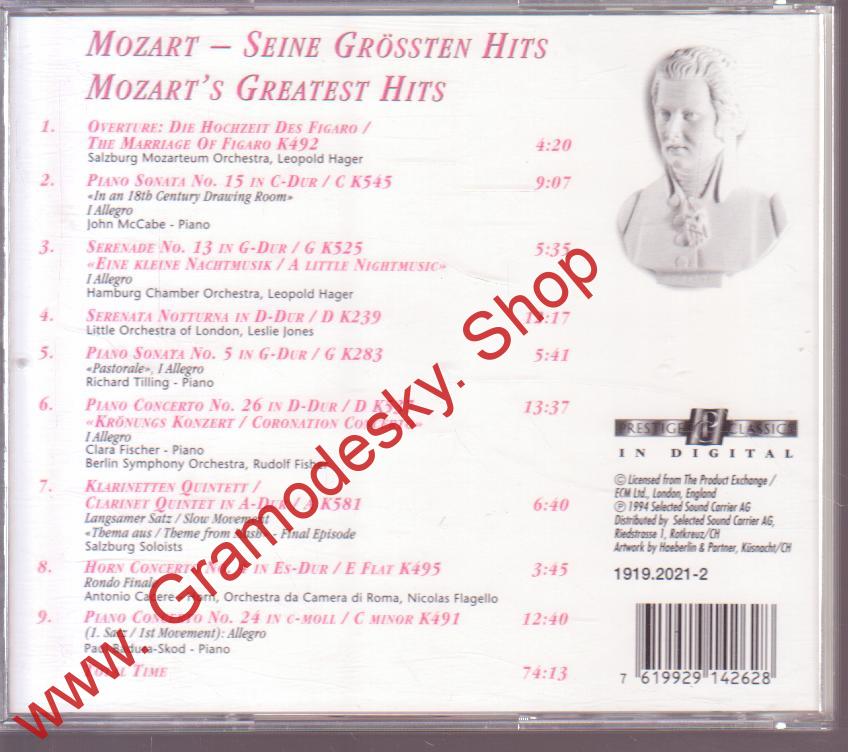 MOZART – SEINE GRÖSSTEN HITS
MOZART'S GREATEST HITS
1. OVERTURE: DIE HOCHZEIT DES FIGARO /
THE MARRIAGE OF FIGARO K492 4:20
Salzburg Mozarteum Orchestra, Leopold Hager
2. PIANO SONATA NO. 15 IN C-DUR / C K545 9:07
«In an 18th Century Drawing Room»
I Allegro
John McCabe - Piano
3. SERENADE NO. 13 IN G-DUR / G K525 5:35
«EINE KLEINE NACHTMUSIK / A LITTLE NIGHTMUSIC»
I Allegro
Hamburg Chamber Orchestra, Leopold Hager
4. SERENATA NOTTURNA IN D-DUR / D K239 :17
Little Orchestra of London, Leslie Jones
5. PIANO SONATA NO. 5 IN G-DUR / G K283 5:41
«Pastorale», I Allegro
Richard Tilling - Piano
6. PIANO CONCERTO NO. 26 IN D-DUR / D 13:37
«KRÖNUNGS KONZERT / CORONATION
I Allegro
Clara Fischer - Piano
Berlin Symphony Orchestra, Rudolf
7. KLARINETTEN QUINTETT /
CLARINET QUINTET IN A-DUR / K581 6:40
Langsamer Satz / Slow Movement
«Thema aus / Theme from - Final Episode
Salzburg Soloists
8. HORN CONCERTO IN ES-DUR / E FLAT K495 3:45
Rondo Finale
Antonio Horn, Orchestra da Camera di Roma, Nicolas Flagello
9. PIANO CONCERTO NO. 24 IN C-MOLL / C MINOR K491 12:40
(1. Satz / 1st Movement): Allegro
Paul Badura-Skod - Piano
TOTAL TIME 74:13
PRESTIGE CLASSICS
IN DIGITAL
© Licensed from The Product Exchange /
ECM Ltd., London, England
℗ 1994 Selected Sound Carrier AG
Distributed by Selected Sound Carrier AG,
Riedstrasse 1, Rotkreuz/CH
Artwork by Haeberlin & Partner, Küsnacht/CH
1919.2021-2
7 619929 142628
www.Gramodesky.Shop